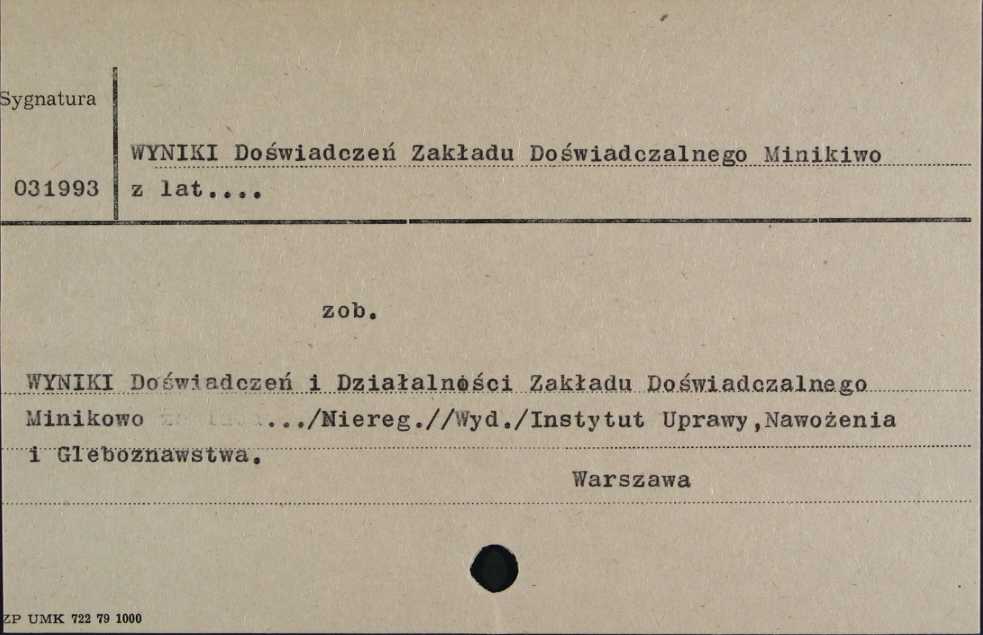 Sygnatura
WYNIKI Doświadczeń Zakładu Doświadczalnego Minikiwo
031993 z lat....
zob.
WYNIKI Doświadczeń i Działalności Zakładu Doświadczalnego
Minikowo .../Niereg.//Wyd./Instytut Uprawy,Nawożenia
i Gleboznawstwa.
Warszawa
ZP UMK 722 79 1000